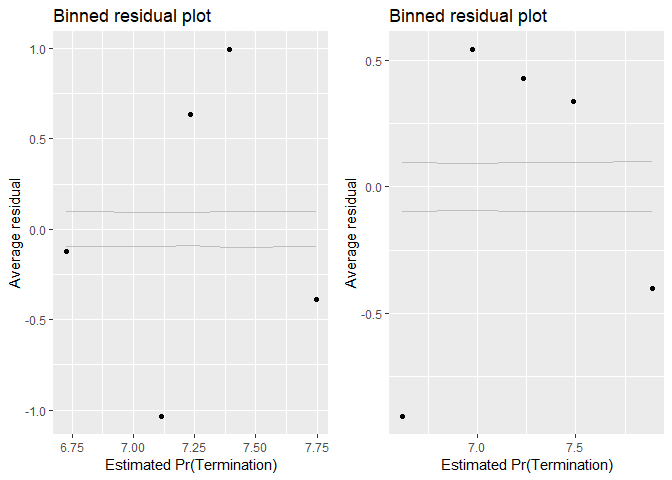 Binned residual plot
1.0
0.5
0.0
-0.5
-1.0
Average residual
6.75 7.00 7.25 7.50 7.75
Estimated Pr(Termination)
Binned residual plot
0.5
0.0
-0.5
Average residual
7.0 7.5
Estimated Pr(Termination)